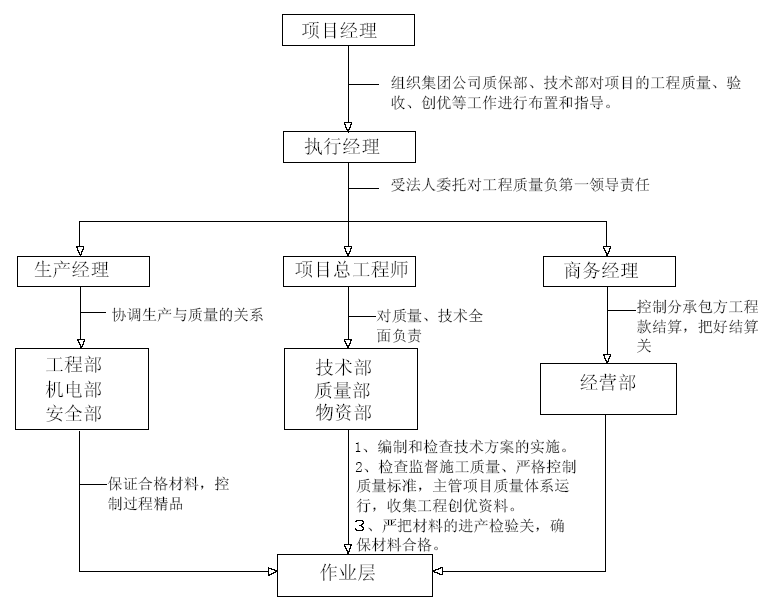 项目经理
组织集团公司质保部、技术部对项目的工程质量、验
收、创优等工作进行布置和指导。
执行经理
受法人委托对工程质量负第一领导责任
生产经理
项目总工程师
商务经理
协调生产与质量的关系
对质量、技术全
面负责
控制分承包方工程
款结算，把好结算
关
工程部
机电部
安全部
技术部
质量部
物资部
经营部
保证合格材料，控
制过程精品
1、编制和检查技术方案的实施。
2、检查监督施工质量、严格控制
质量标准，主管项目质量体系运
行，收集工程创优资料。
3、严把材料的进产检验关，确
保材料合格。
作业层